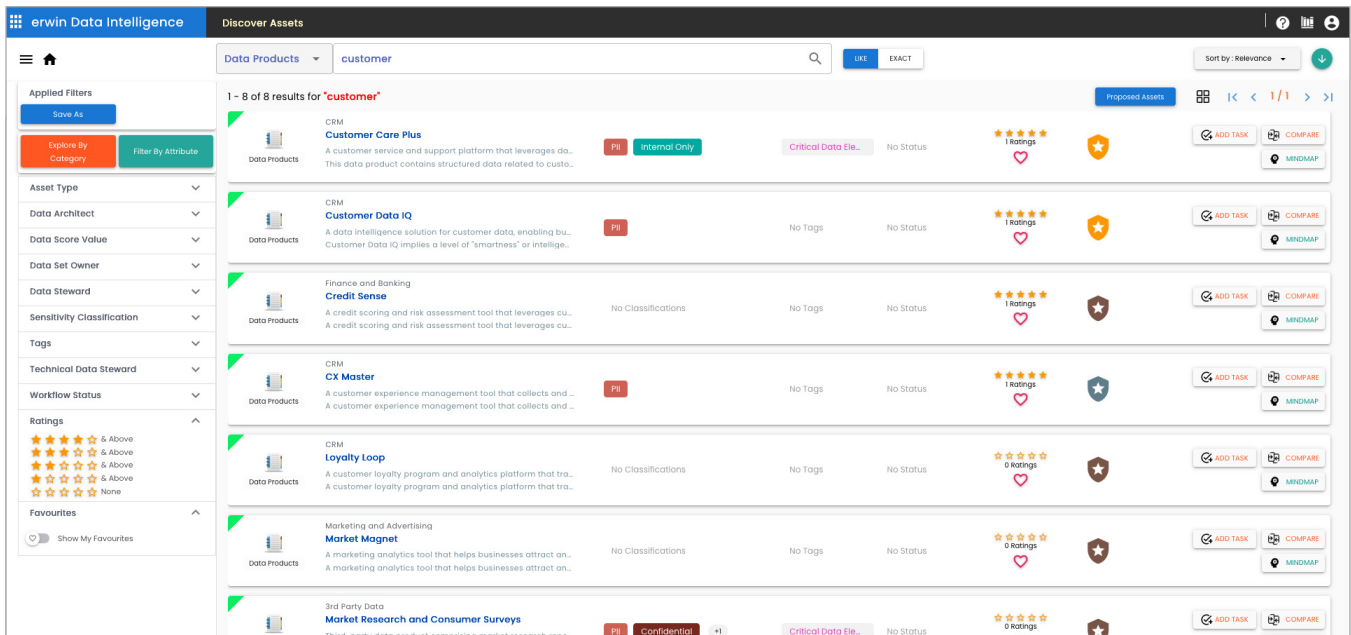 erwin Data Intelligence
Discover Assets
Data Products
customer
LIKE
EXACT
Sort by : Relevance
Applied Filters
Save As
Explore By
Category
Filter By Attribute
Asset Type
Data Architect
Data Score Value
Data Set Owner
Data Steward
Sensitivity Classification
Tags
Technical Data Steward
Workflow Status
Ratings
& Above
& Above
& Above
& Above
None
Favourites
Show My Favourites
1 - 8 of 8 results for "customer"
Proposed Assets
1 / 1
Data Products
CRM
Customer Care Plus
A customer service and support platform that leverages da...
This data product contains structured data related to custo...
PII
Internal Only
Critical Data Ele...
No Status
1 Ratings
ADD TASK
COMPARE
MINDMAP
Data Products
CRM
Customer Data IQ
A data intelligence solution for customer data, enabling bu...
Customer Data IQ implies a level of "smartness" or intellige...
PII
No Tags
No Status
1 Ratings
ADD TASK
COMPARE
MINDMAP
Data Products
Finance and Banking
Credit Sense
A credit scoring and risk assessment tool that leverages cu...
A credit scoring and risk assessment tool that leverages cu...
No Classifications
No Tags
No Status
1 Ratings
ADD TASK
COMPARE
MINDMAP
Data Products
CRM
CX Master
A customer experience management tool that collects and ...
A customer experience management tool that collects and ...
PII
No Tags
No Status
1 Ratings
ADD TASK
COMPARE
MINDMAP
Data Products
CRM
Loyalty Loop
A customer loyalty program and analytics platform that tra...
A customer loyalty program and analytics platform that tra...
No Classifications
No Tags
No Status
0 Ratings
ADD TASK
COMPARE
MINDMAP
Data Products
Marketing and Advertising
Market Magnet
A marketing analytics tool that helps businesses attract an...
A marketing analytics tool that helps businesses attract an...
No Classifications
No Tags
No Status
0 Ratings
ADD TASK
COMPARE
MINDMAP
3rd Party Data
Market Research and Consumer Surveys
PII
Confidential
+1
Critical Data Ele...
No Status
0 Ratings
ADD TASK
COMPARE